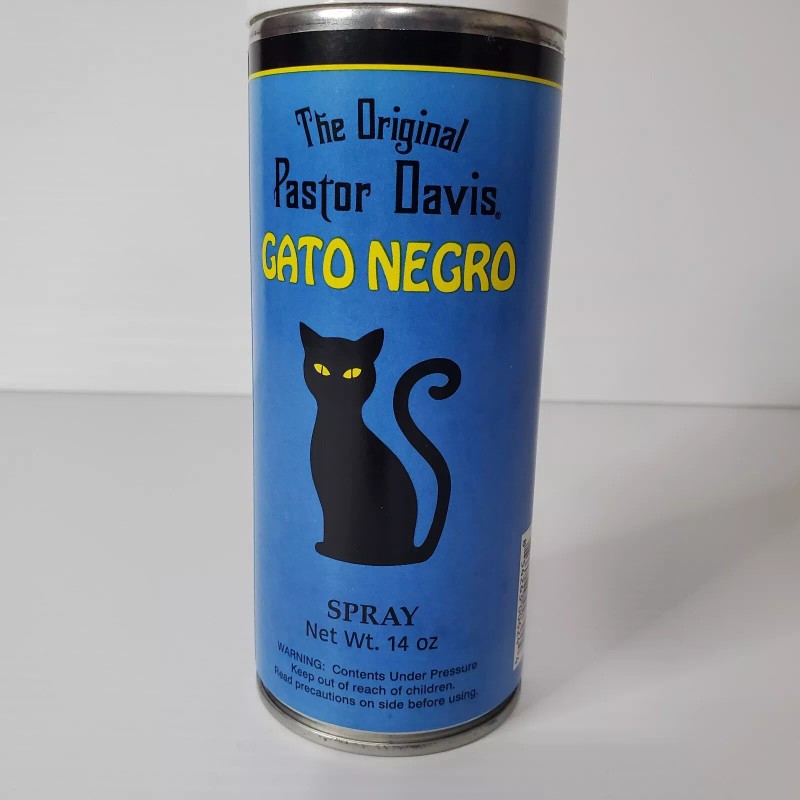 The Original
Pastor Davis®
GATO NEGRO
SPRAY
Net Wt. 14 oz
WARNING: Contents Under Pressure
Keep out of reach of children.
Read precautions on side before using.